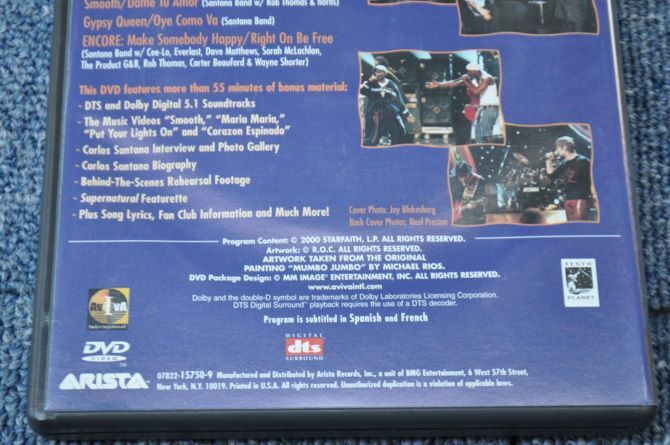 Smooth/Dame Tu Amor (Santana Band w/ Rob Thomas & Horns)
Gypsy Queen/Oye Como Va (Santana Band)
ENCORE: Make Somebody Happy/Right On Be Free
(Santana Band w/ Cee-Lo, Everlast, Dave Matthews, Sarah McLachlan,
The Product G&B, Rob Thomas, Carter Beauford & Wayne Shorter)
This DVD features more than 55 minutes of bonus material:
- DTS and Dolby Digital 5.1 Soundtracks
- The Music Videos "Smooth," "Maria Maria,"
"Put Your Lights On" and "Corazon Espinado"
- Carlos Santana Interview and Photo Gallery
- Carlos Santana Biography
- Behind-The-Scenes Rehearsal Footage
- Supernatural Featurette
- Plus Song Lyrics, Fan Club Information and Much More!
Cover Photo: Jay Blakesberg
Back Cover Photos: Neal Preston
Program Content: © 2000 STARFAITH, L.P. ALL RIGHTS RESERVED.
Artwork: © R.O.C. ALL RIGHTS RESERVED.
ARTWORK TAKEN FROM THE ORIGINAL
PAINTING "MUMBO JUMBO" BY MICHAEL RIOS.
DVD Package Design: © MM IMAGE² ENTERTAINMENT, INC. ALL RIGHTS RESERVED.
www.avivaintl.com
Dolby and the double-D symbol are trademarks of Dolby Laboratories Licensing Corporation.
DTS Digital Surround™ playback requires the use of a DTS decoder.
Program is subtitled in Spanish and French
TENTH
PLANET
AvIvA
International
DVD
VIDEO
™
DIGITAL
dts
SURROUND
ARISTA™
07822-15750-9 Manufactured and Distributed by Arista Records, Inc., a unit of BMG Entertainment, 6 West 57th Street,
New York, N.Y. 10019. Printed in U.S.A. All rights reserved. Unauthorized duplication is a violation of applicable laws.